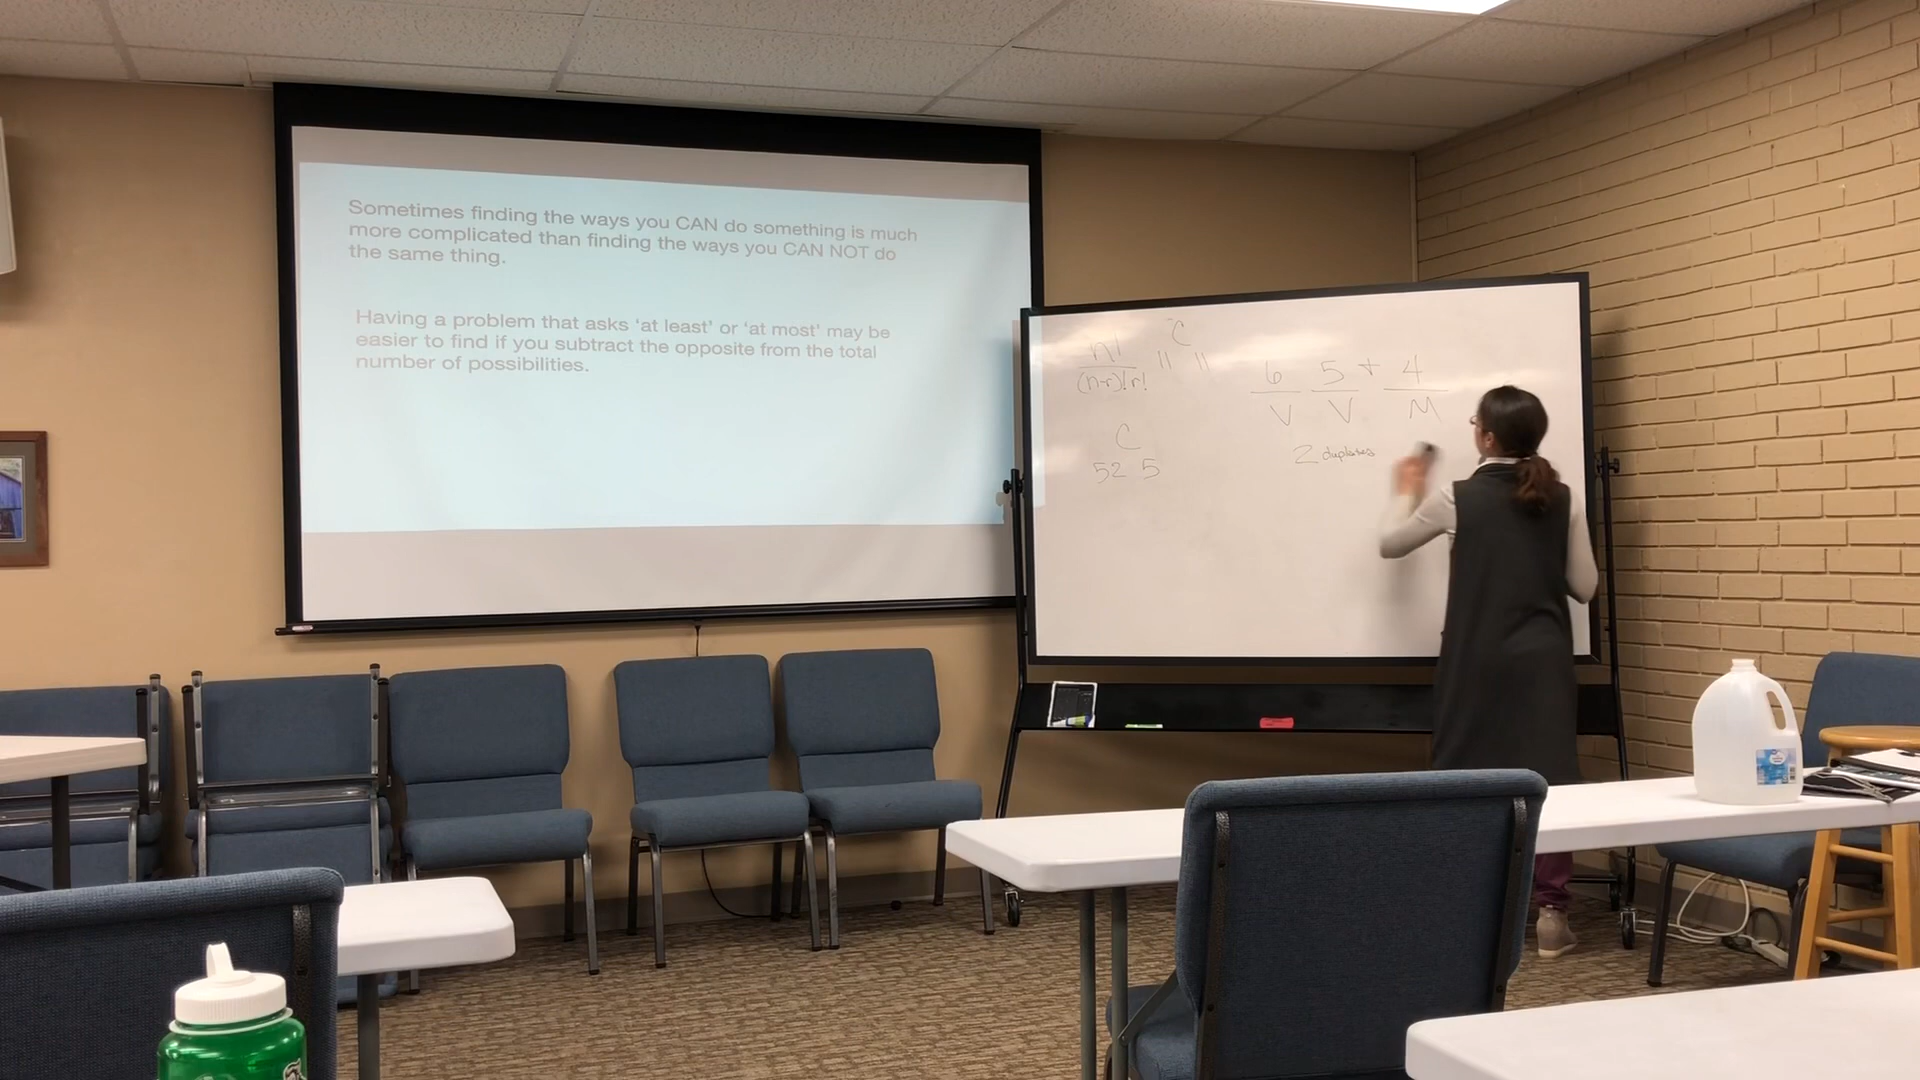 Sometimes finding the ways you CAN do something is much
more complicated than finding the ways you CAN NOT do
the same thing.
Having a problem that asks 'at least' or 'at most' may be
easier to find if you subtract the opposite from the total
number of possibilities.
n!
(n-r)!r!
C
C
52 5
6 5 + 4
V V M
2 duplicates